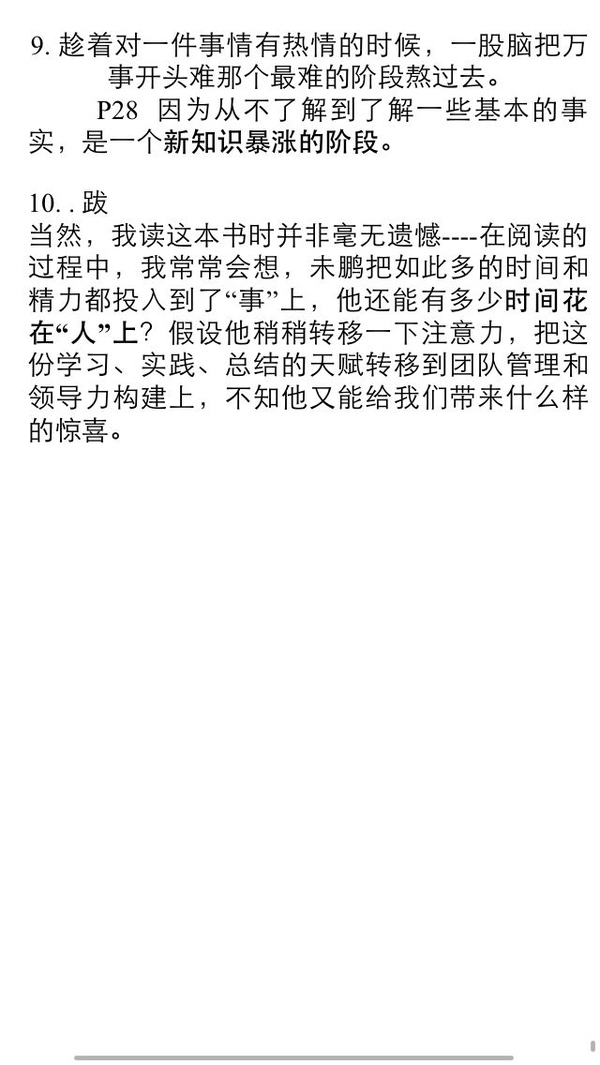 9. 趁着对一件事情有热情的时候，一股脑把万
事开头难那个最难的阶段熬过去。
P28 因为从不了解到了解一些基本的事
实，是一个新知识暴涨的阶段。
10. . 跋
当然，我读这本书时并非毫无遗憾----在阅读的
过程中，我常常会想，未鹏把如此多的时间和
精力都投入到了“事”上，他还能有多少时间花
在“人”上？假设他稍稍转移一下注意力，把这
份学习、实践、总结的天赋转移到团队管理和
领导力构建上，不知他又能给我们带来什么样
的惊喜。